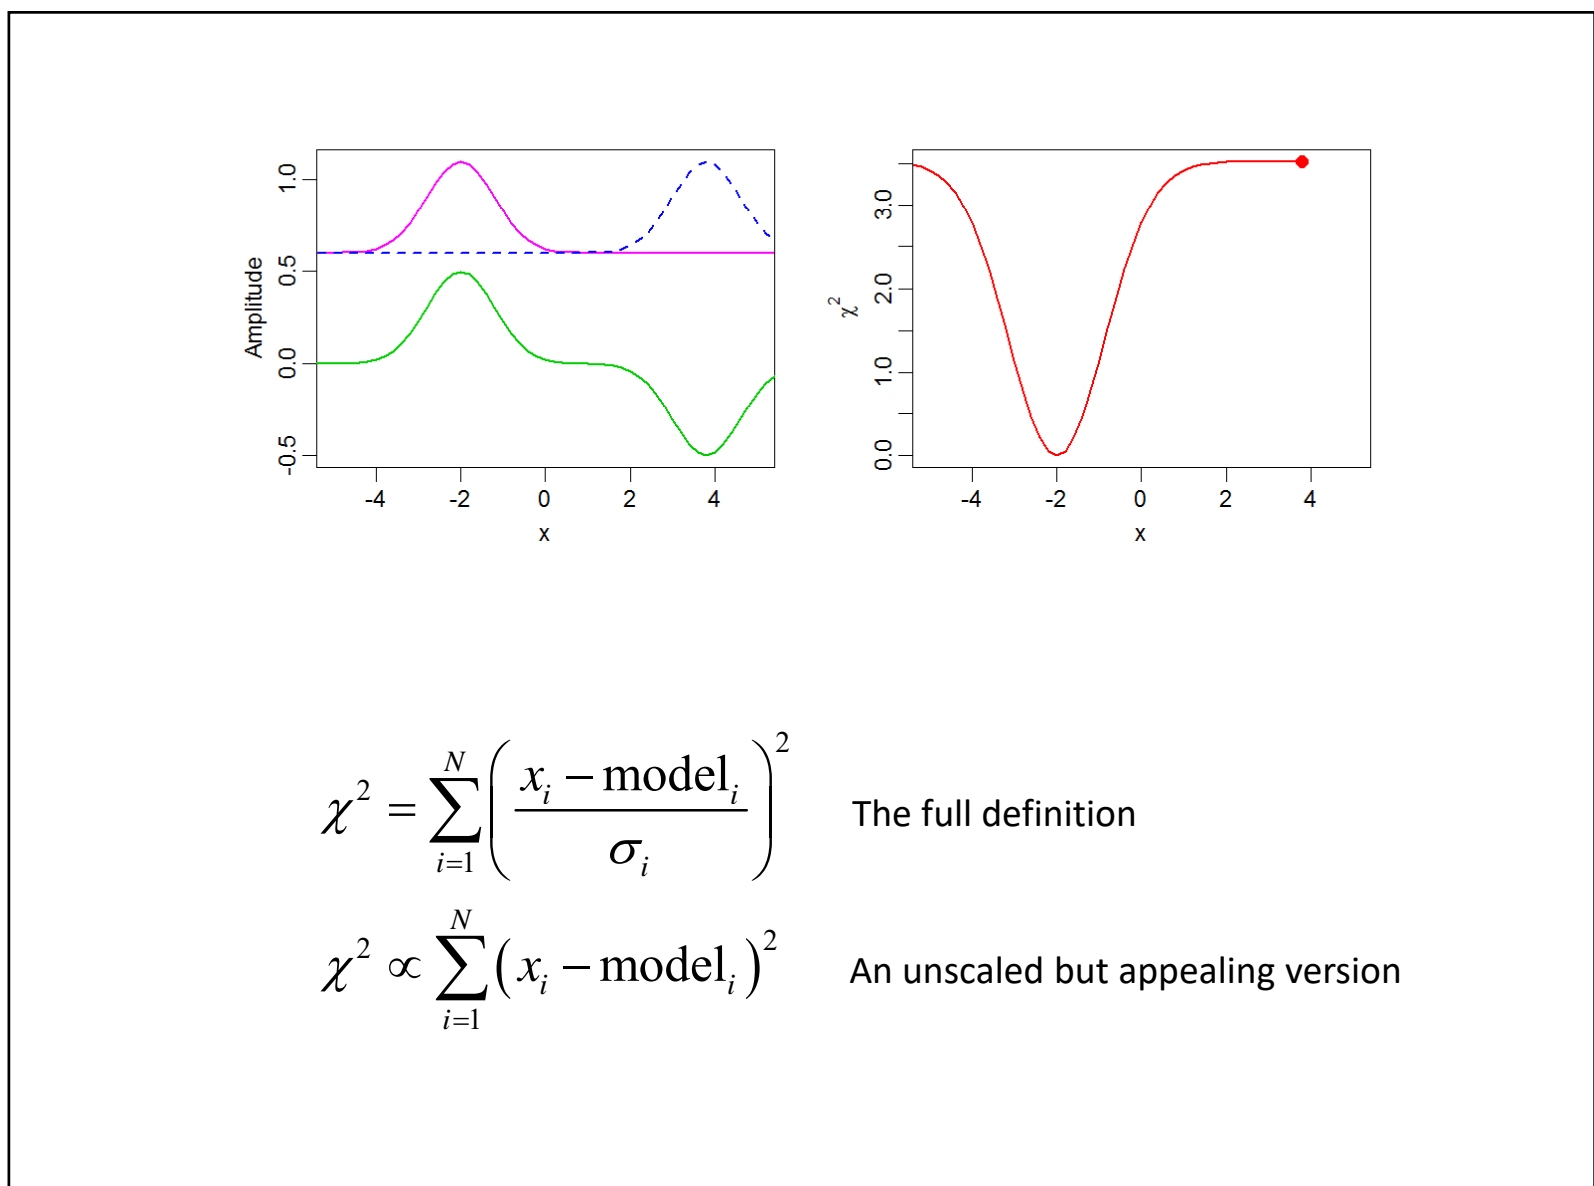 Amplitude
1.0
0.5
0.0
-0.5
-4 -2 0 2 4
x
χ²
3.0
2.0
1.0
0.0
-4 -2 0 2 4
x
χ² = ∑_{i=1}^{N} ( (x_i − model_i) / σ_i )² The full definition
χ² ∝ ∑_{i=1}^{N} (x_i − model_i)² An unscaled but appealing version